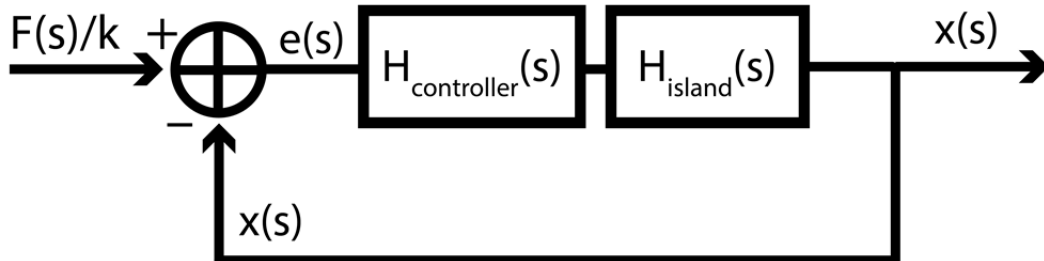 F(s)/k
+
e(s)
H_controller(s)
H_island(s)
x(s)
−
x(s)